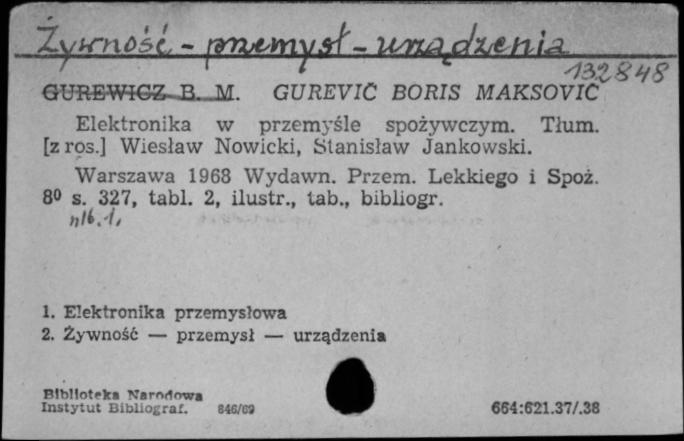 Żywność - przemysł - urządzenia
132848
GUREWICZ B. M. GUREVIČ BORIS MAKSOVIČ
Elektronika w przemyśle spożywczym. Tłum.
[z ros.] Wiesław Nowicki, Stanisław Jankowski.
Warszawa 1968 Wydawn. Przem. Lekkiego i Spoż.
8⁰ s. 327, tabl. 2, ilustr., tab., bibliogr.
nlb. 1,
1. Elektronika przemysłowa
2. Żywność — przemysł — urządzenia
Biblioteka Narodowa
Instytut Bibliograf. 846/69 664:621.37/.38